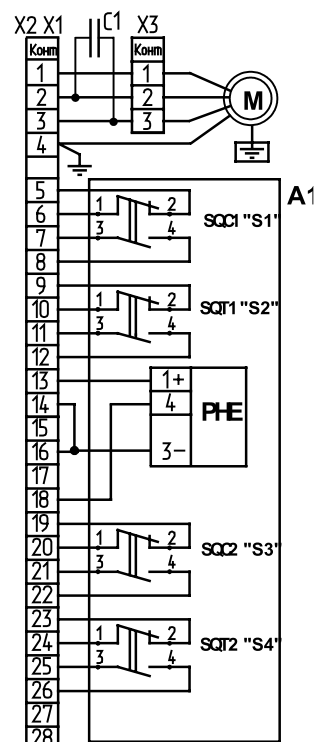 X2 X1 C1 X3
Конт Конт
1 1
2 2 M
3 3
4
A1
5
6 1 2 SQC1 "S1"
7 3 4
8
9
10 1 2 SQT1 "S2"
11 3 4
12
13 1+
14 4 PHE
15
16 3-
17
18
19
20 1 2 SQC2 "S3"
21 3 4
22
23
24 1 2 SQT2 "S4"
25 3 4
26
27
28